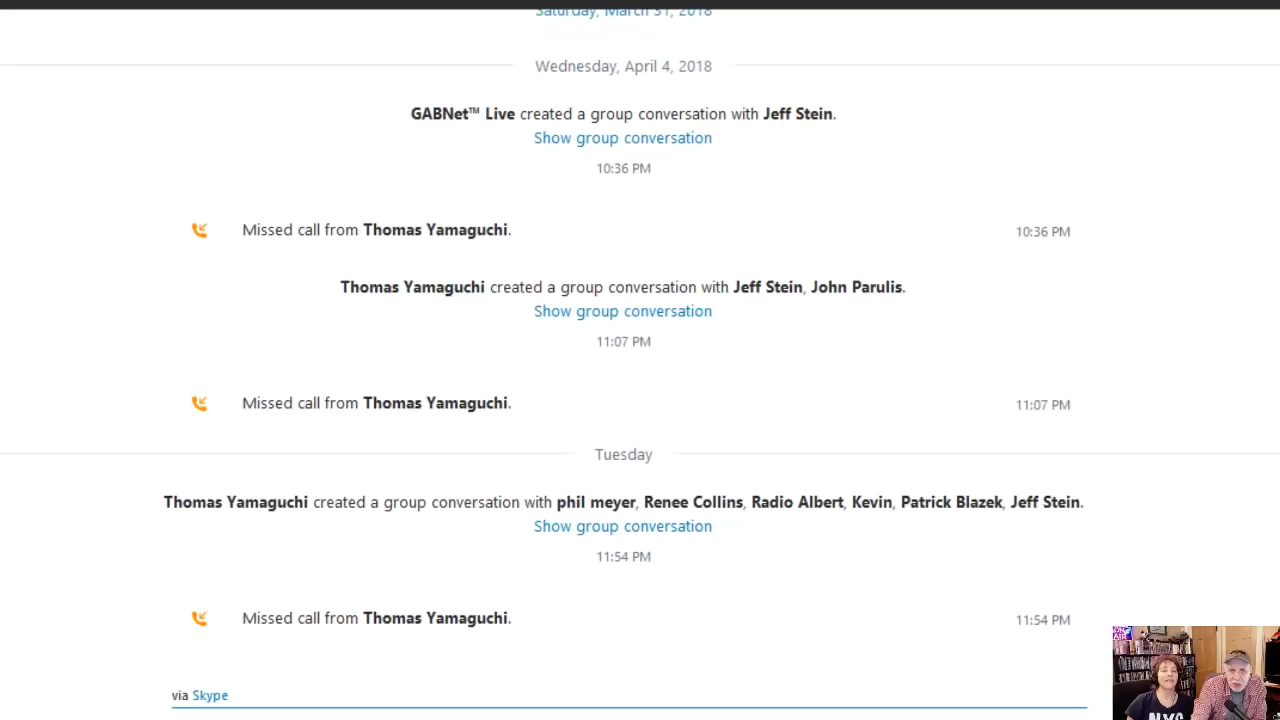 Saturday, March 31, 2018
Wednesday, April 4, 2018
GABNet™ Live created a group conversation with Jeff Stein.
Show group conversation
10:36 PM
Missed call from Thomas Yamaguchi.
10:36 PM
Thomas Yamaguchi created a group conversation with Jeff Stein, John Parulis.
Show group conversation
11:07 PM
Missed call from Thomas Yamaguchi.
11:07 PM
Tuesday
Thomas Yamaguchi created a group conversation with phil meyer, Renee Collins, Radio Albert, Kevin, Patrick Blazek, Jeff Stein.
Show group conversation
11:54 PM
Missed call from Thomas Yamaguchi.
11:54 PM
ON
AIR
NYC
via Skype